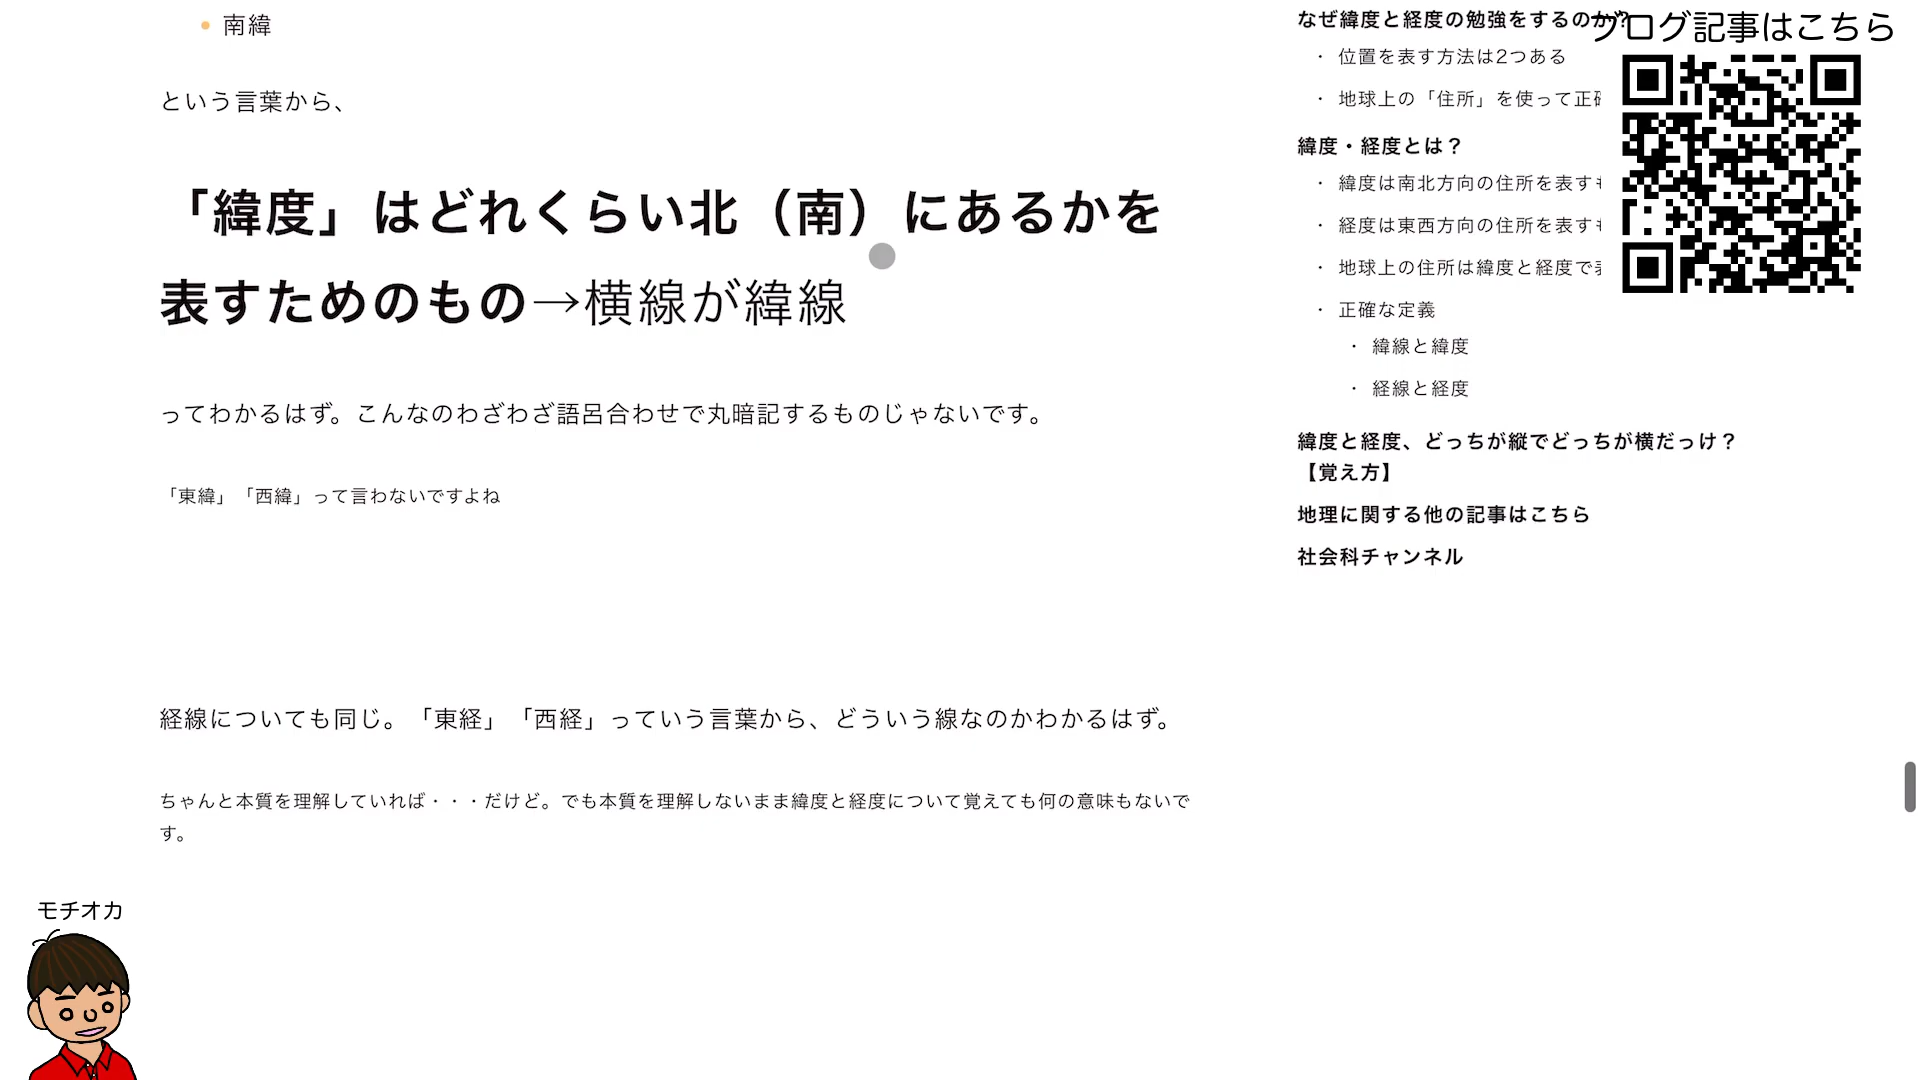 南緯
という言葉から、
「緯度」はどれくらい北（南）にあるかを
表すためのもの→横線が緯線
ってわかるはず。こんなのわざわざ語呂合わせで丸暗記するものじゃないです。
「東緯」「西緯」って言わないですよね
経線についても同じ。「東経」「西経」っていう言葉から、どういう線なのかわかるはず。
ちゃんと本質を理解していれば・・・だけど。でも本質を理解しないまま緯度と経度について覚えても何の意味もないで
す。
モチオカ
なぜ緯度と経度の勉強をするのか?
・ 位置を表す方法は2つある
・ 地球上の「住所」を使って正確
緯度・経度とは？
・ 緯度は南北方向の住所を表す
・ 経度は東西方向の住所を表す
・ 地球上の住所は緯度と経度で
・ 正確な定義
・ 緯線と緯度
・ 経線と経度
緯度と経度、どっちが縦でどっちが横だっけ？
【覚え方】
地理に関する他の記事はこちら
社会科チャンネル
ブログ記事はこちら